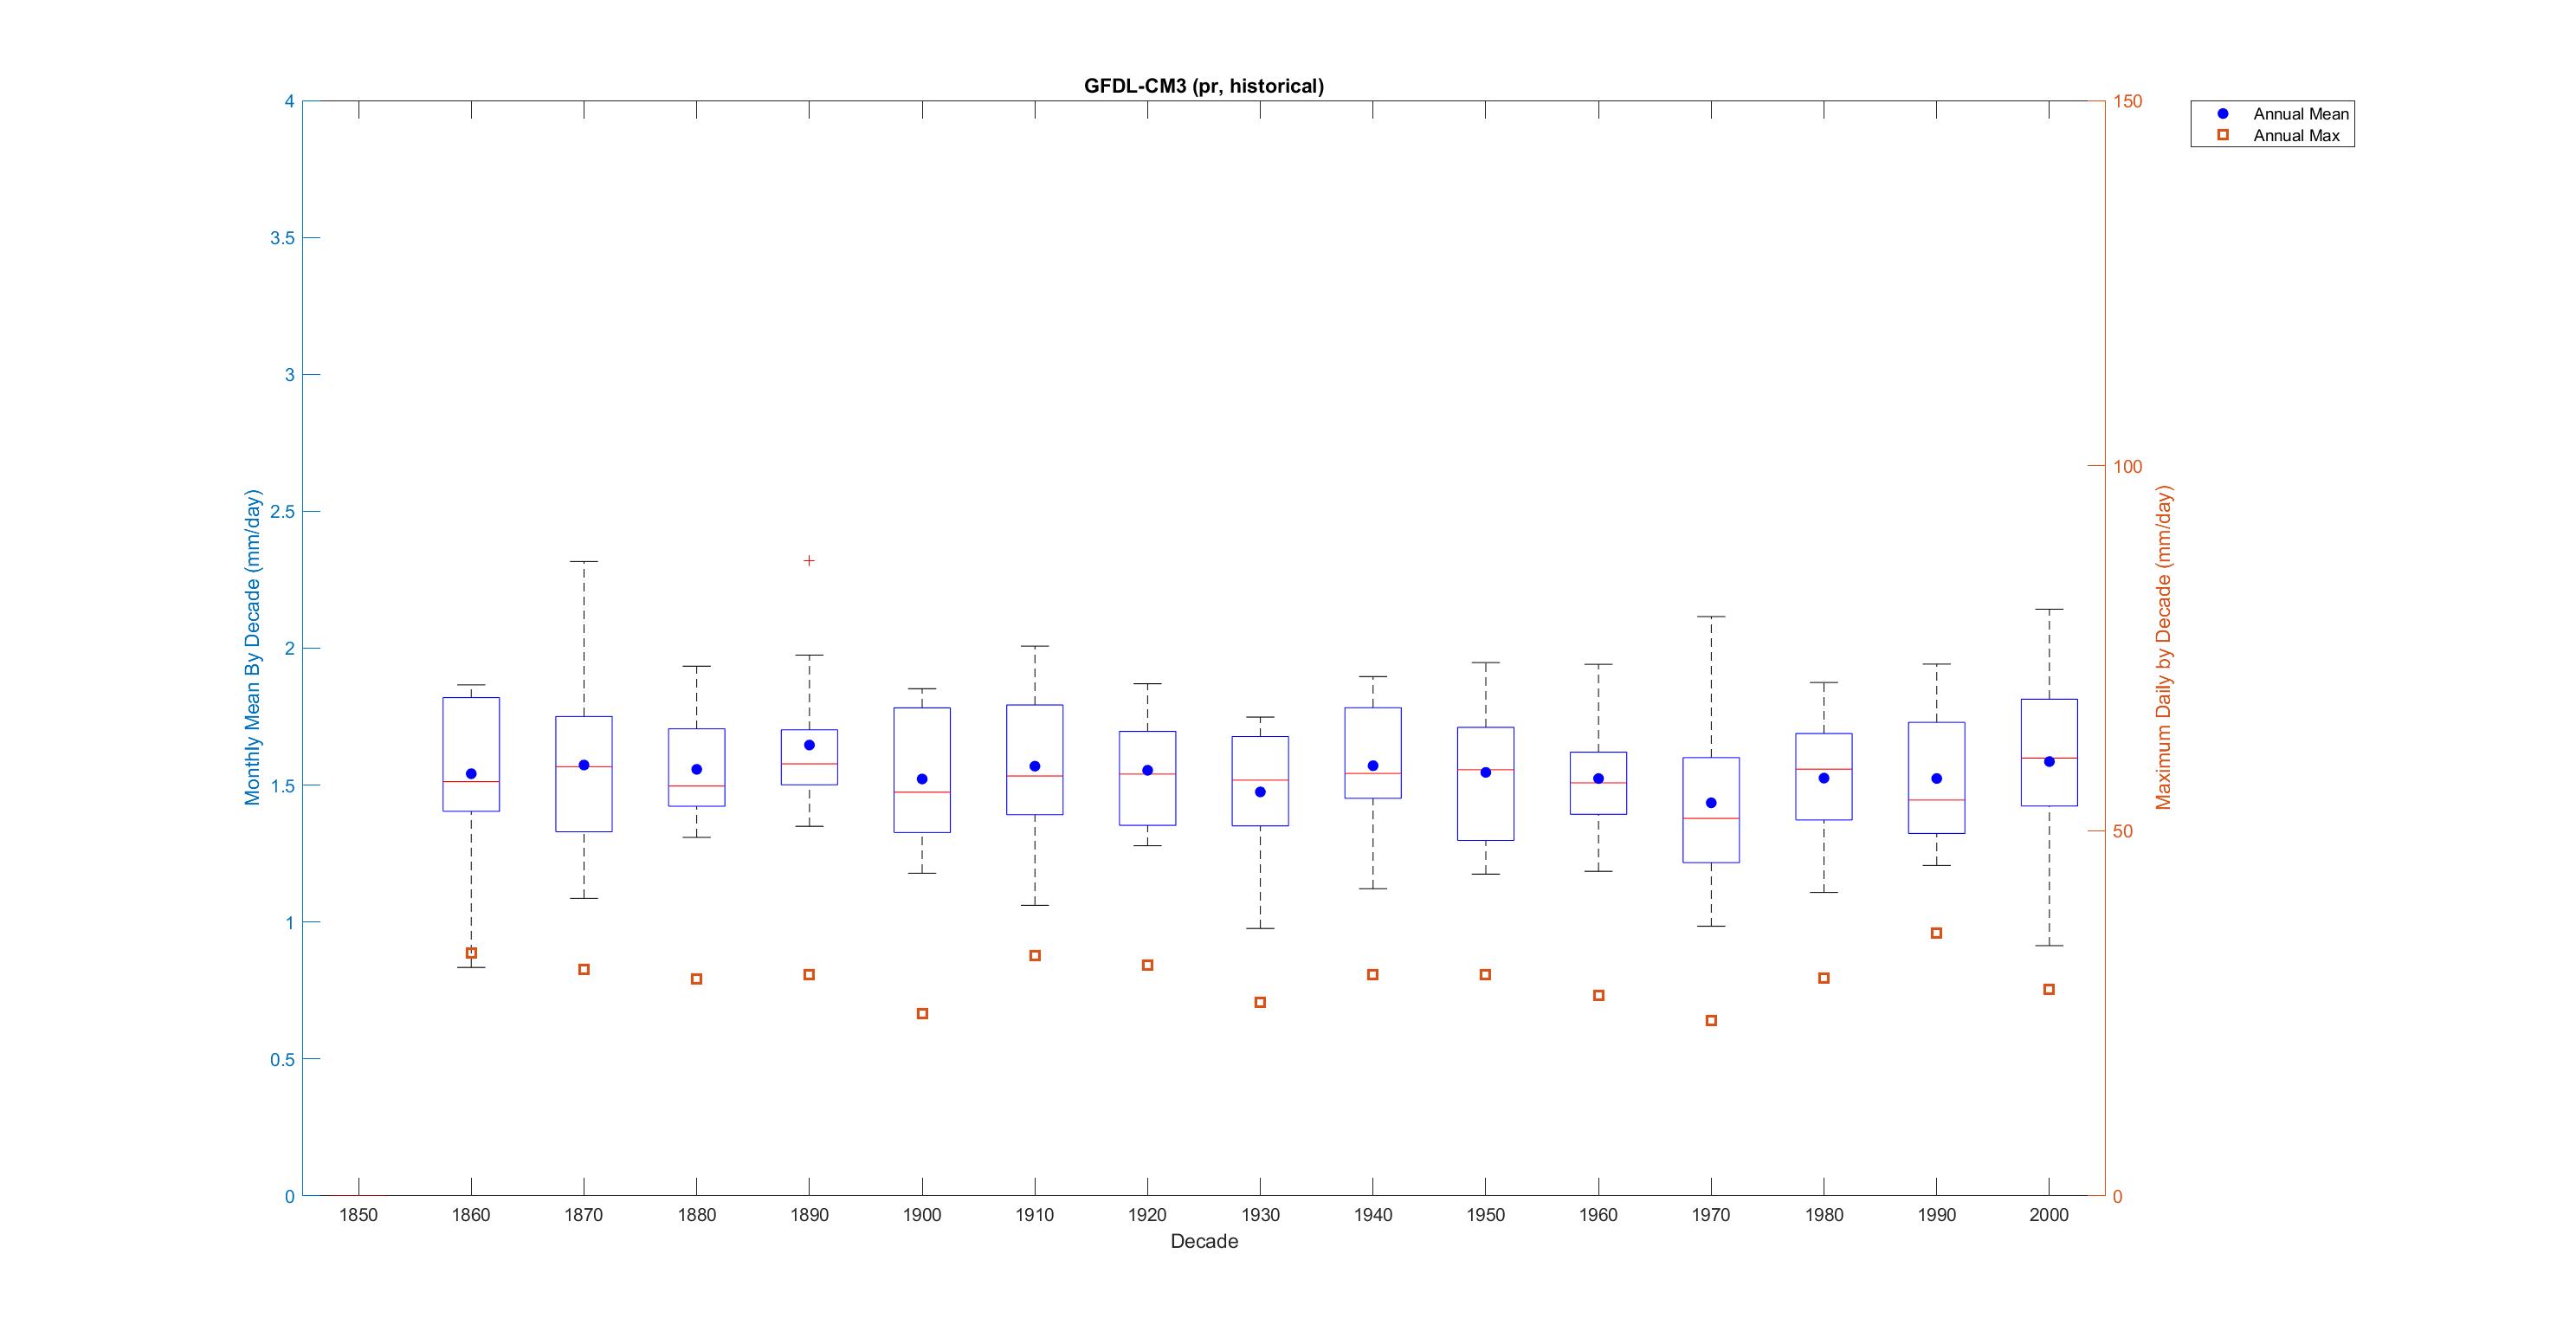 GFDL-CM3 (pr, historical)
4
3.5
3
2.5
2
1.5
1
0.5
0
Monthly Mean By Decade (mm/day)
150
100
50
0
Maximum Daily by Decade (mm/day)
Annual Mean
Annual Max
1850 1860 1870 1880 1890 1900 1910 1920 1930 1940 1950 1960 1970 1980 1990 2000
Decade